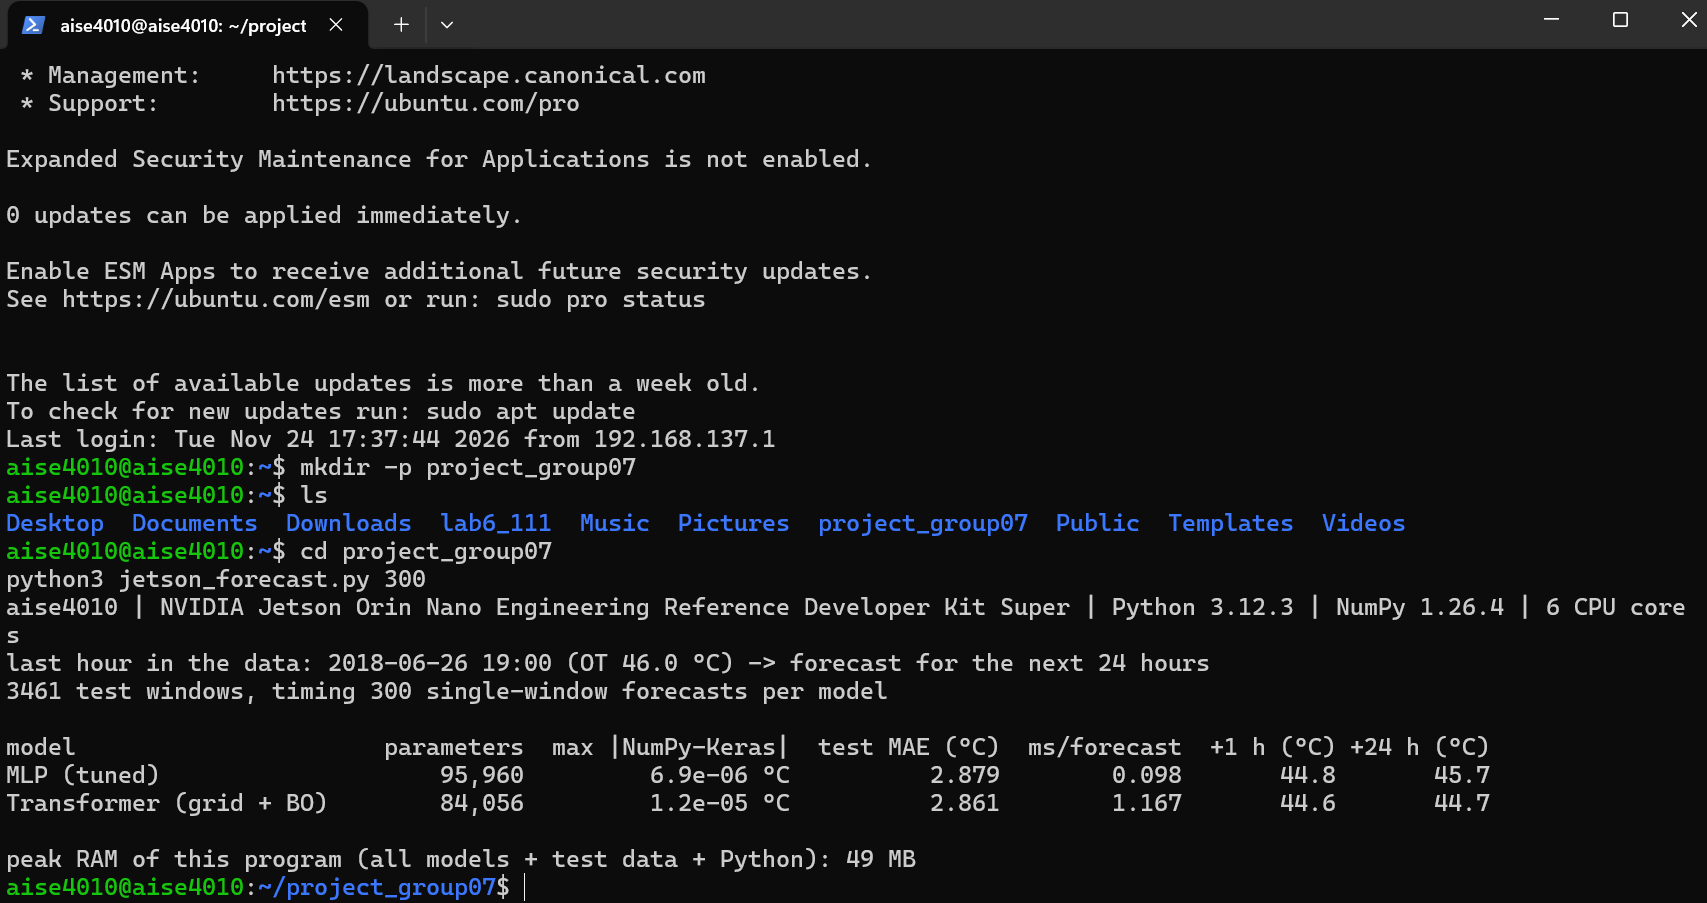 aise4010@aise4010: ~/project
 * Management:     https://landscape.canonical.com
 * Support:        https://ubuntu.com/pro
Expanded Security Maintenance for Applications is not enabled.
0 updates can be applied immediately.
Enable ESM Apps to receive additional future security updates.
See https://ubuntu.com/esm or run: sudo pro status
The list of available updates is more than a week old.
To check for new updates run: sudo apt update
Last login: Tue Nov 24 17:37:44 2026 from 192.168.137.1
aise4010@aise4010:~$ mkdir -p project_group07
aise4010@aise4010:~$ ls
Desktop  Documents  Downloads  lab6_111  Music  Pictures  project_group07  Public  Templates  Videos
aise4010@aise4010:~$ cd project_group07
python3 jetson_forecast.py 300
aise4010 | NVIDIA Jetson Orin Nano Engineering Reference Developer Kit Super | Python 3.12.3 | NumPy 1.26.4 | 6 CPU core
s
last hour in the data: 2018-06-26 19:00 (OT 46.0 °C) -> forecast for the next 24 hours
3461 test windows, timing 300 single-window forecasts per model
model                      parameters  max |NumPy-Keras|  test MAE (°C)  ms/forecast  +1 h (°C) +24 h (°C)
MLP (tuned)                    95,960         6.9e-06 °C          2.879        0.098       44.8       45.7
Transformer (grid + BO)        84,056         1.2e-05 °C          2.861        1.167       44.6       44.7
peak RAM of this program (all models + test data + Python): 49 MB
aise4010@aise4010:~/project_group07$